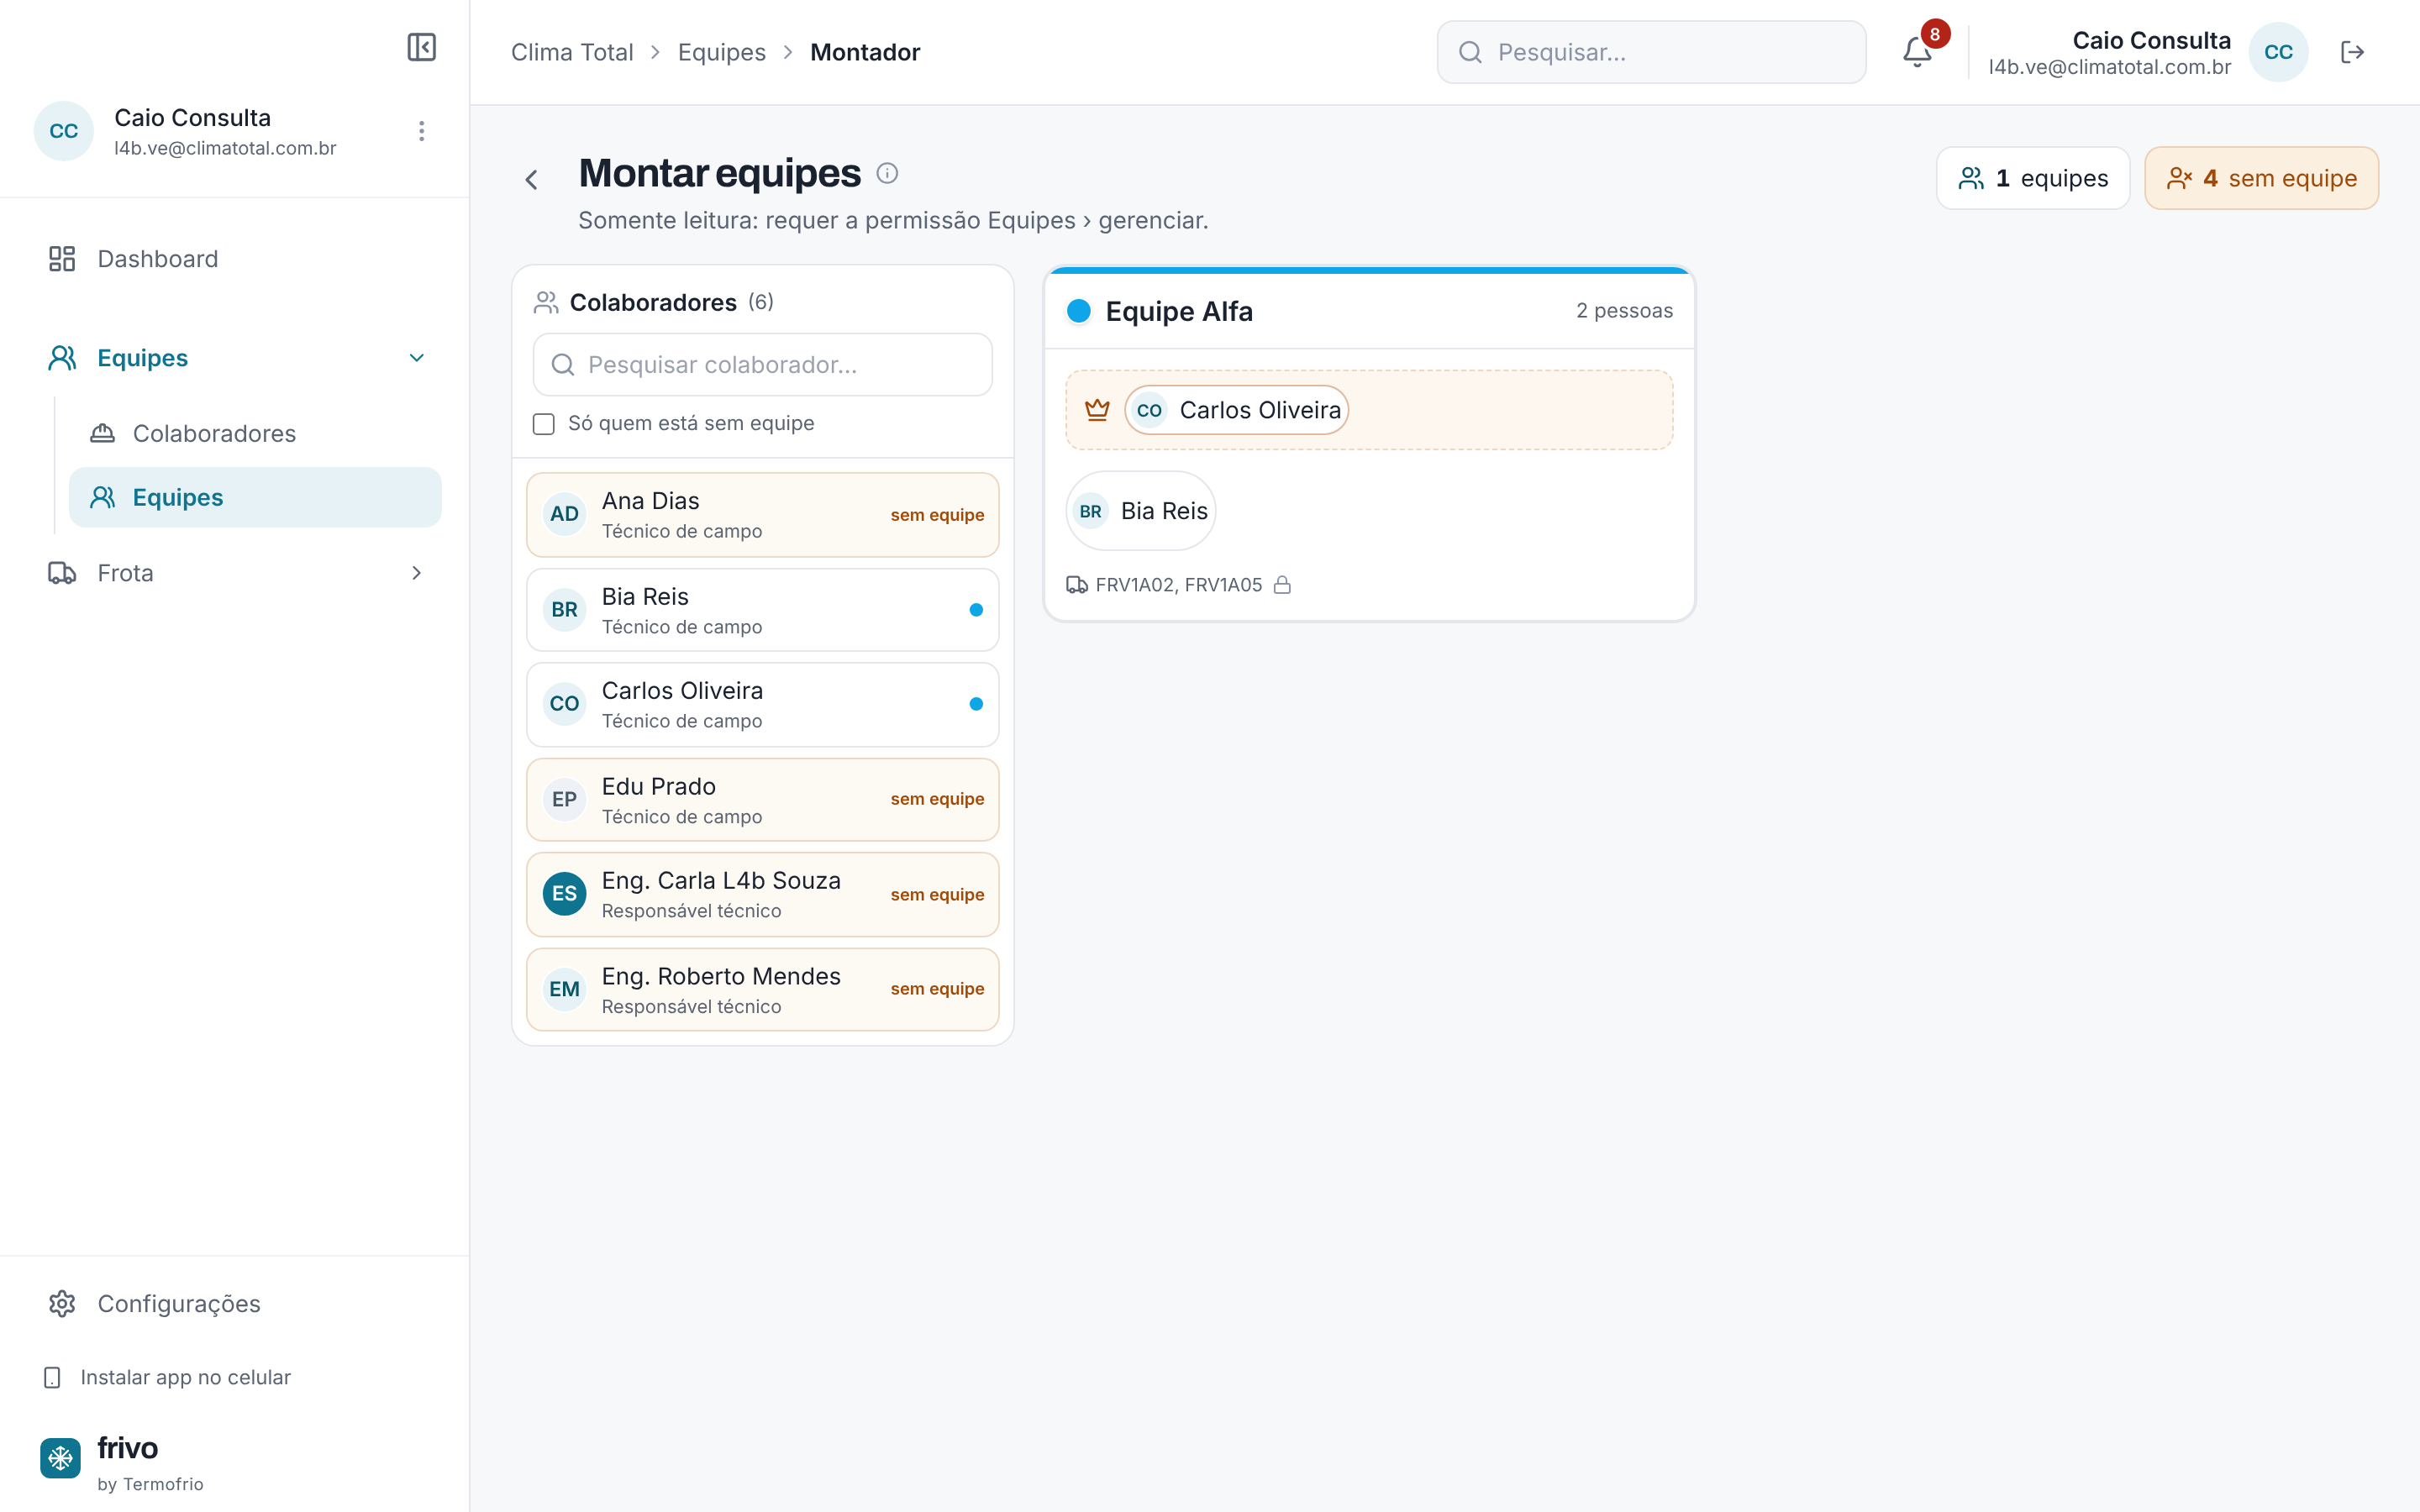 CC
Caio Consulta
l4b.ve@climatotal.com.br
Dashboard
Equipes
Colaboradores
Equipes
Frota
Configurações
Instalar app no celular
frivo
by Termofrio
Clima Total > Equipes > Montador
Pesquisar...
8
Caio Consulta
l4b.ve@climatotal.com.br
CC
Montar equipes
Somente leitura: requer a permissão Equipes › gerenciar.
1 equipes
4 sem equipe
Colaboradores (6)
Pesquisar colaborador...
Só quem está sem equipe
AD
Ana Dias
Técnico de campo
sem equipe
BR
Bia Reis
Técnico de campo
CO
Carlos Oliveira
Técnico de campo
EP
Edu Prado
Técnico de campo
sem equipe
ES
Eng. Carla L4b Souza
Responsável técnico
sem equipe
EM
Eng. Roberto Mendes
Responsável técnico
sem equipe
Equipe Alfa
2 pessoas
CO Carlos Oliveira
BR Bia Reis
FRV1A02, FRV1A05